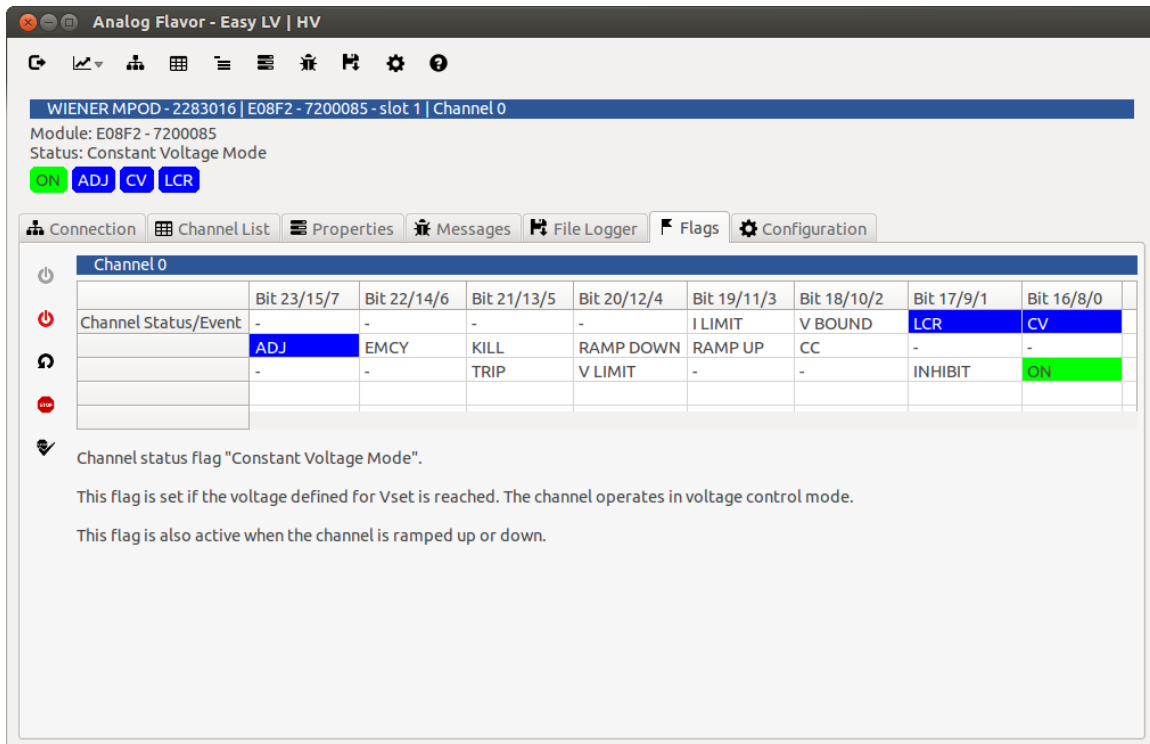 Analog Flavor - Easy LV | HV
WIENER MPOD - 2283016 | E08F2 - 7200085 - slot 1 | Channel 0
Module: E08F2 - 7200085
Status: Constant Voltage Mode
ON ADJ CV LCR
Connection Channel List Properties Messages File Logger Flags Configuration
Channel 0
Bit 23/15/7 Bit 22/14/6 Bit 21/13/5 Bit 20/12/4 Bit 19/11/3 Bit 18/10/2 Bit 17/9/1 Bit 16/8/0
Channel Status/Event - - - - I LIMIT V BOUND LCR CV
ADJ EMCY KILL RAMP DOWN RAMP UP CC - -
- - TRIP V LIMIT - - INHIBIT ON
STOP
Channel status flag "Constant Voltage Mode".
This flag is set if the voltage defined for Vset is reached. The channel operates in voltage control mode.
This flag is also active when the channel is ramped up or down.